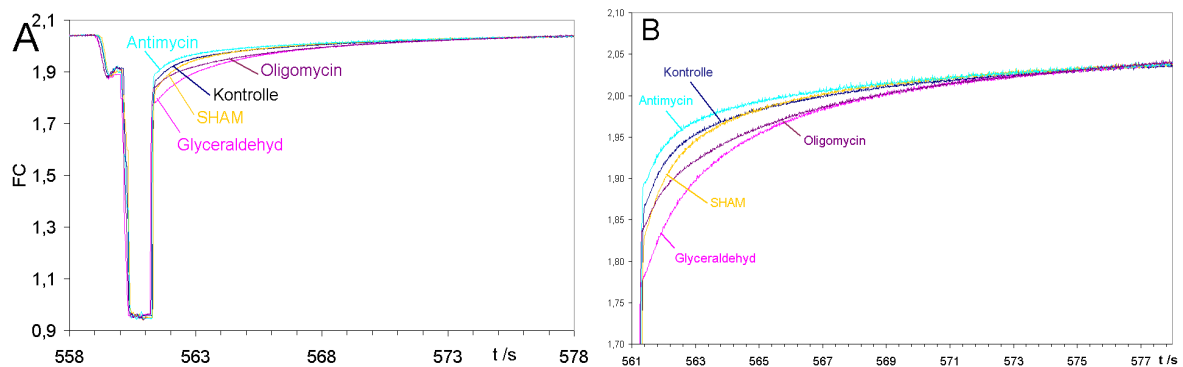 A
FC
2,1
1,9
1,7
1,5
1,3
1,1
0,9
Antimycin
Oligomycin
Kontrolle
SHAM
Glyceraldehyd
558
563
568
573
t /s
578
B
2,10
2,05
2,00
1,95
1,90
1,85
1,80
1,75
1,70
Kontrolle
Antimycin
Oligomycin
SHAM
Glyceraldehyd
561
563
565
567
569
571
573
575
577
t /s